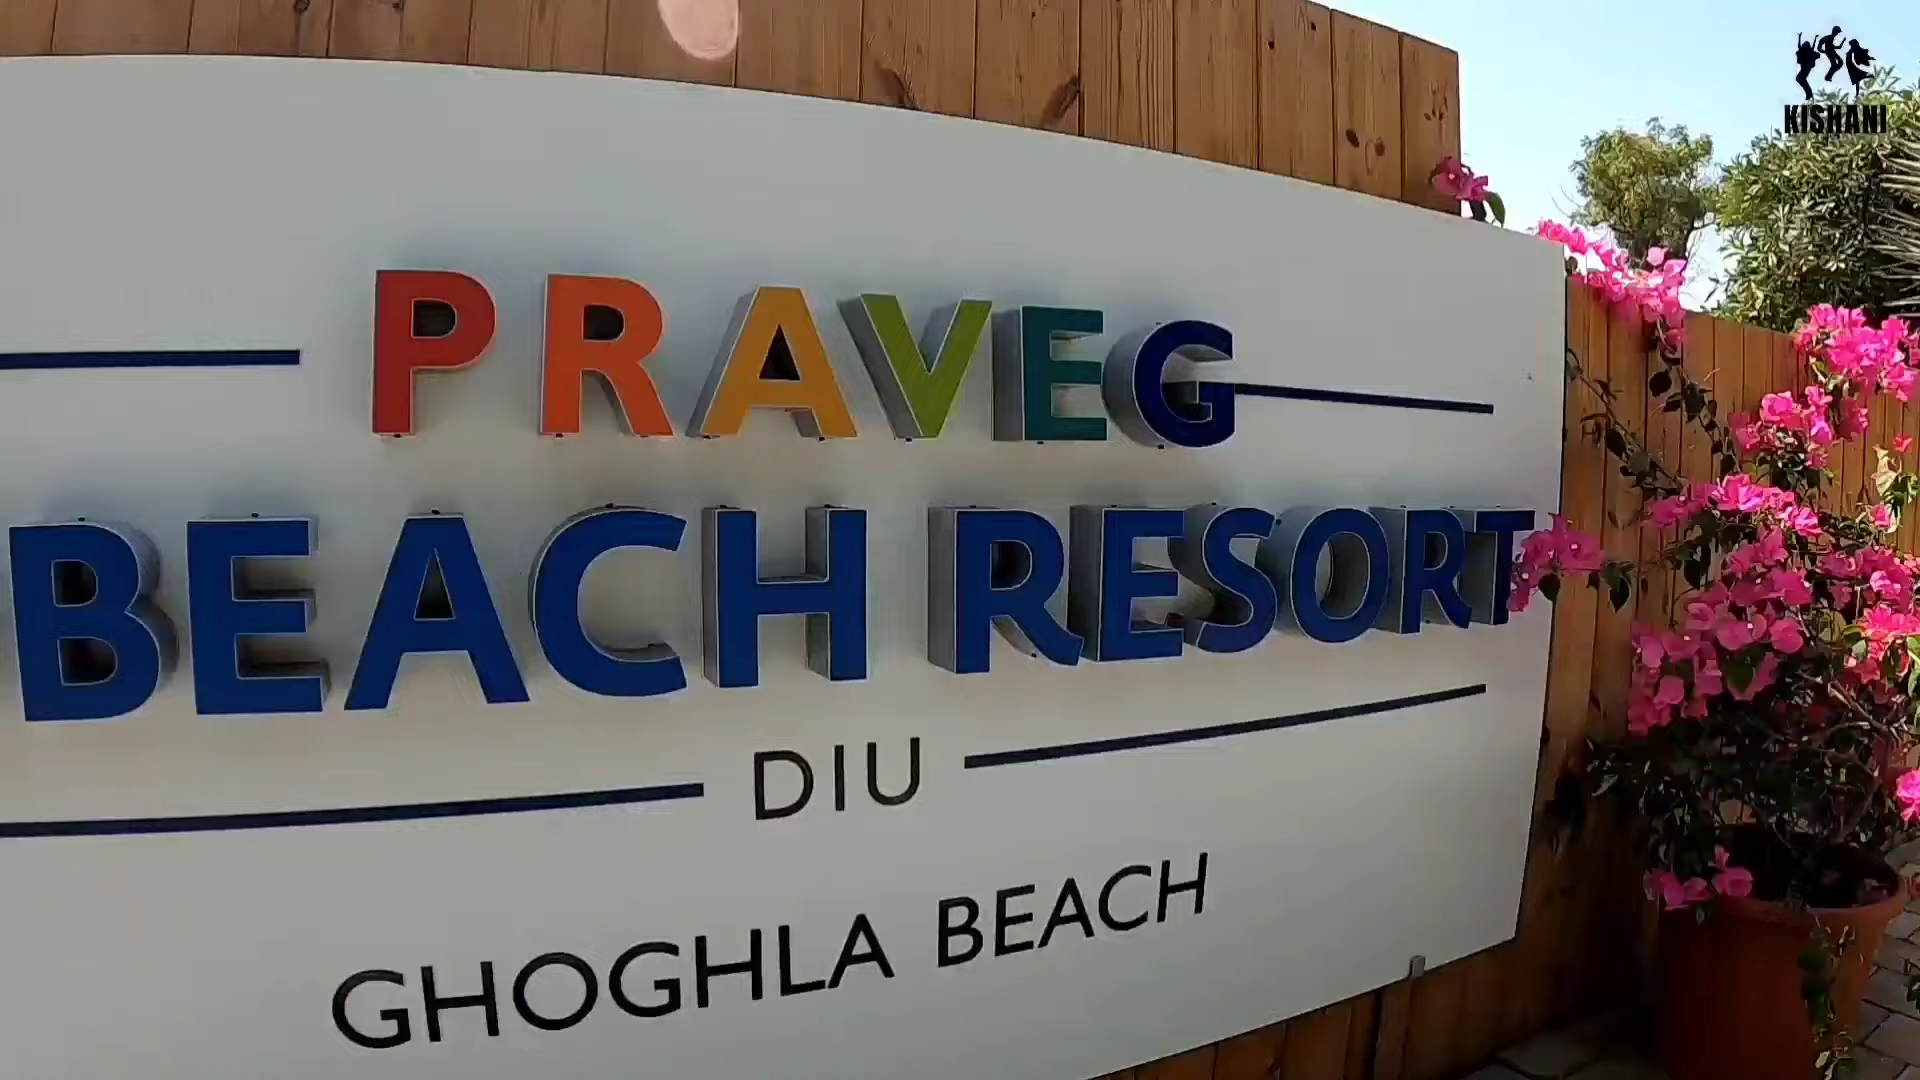 KISHANI
PRAVEG
BEACH RESORT
DIU
GHOGHLA BEACH